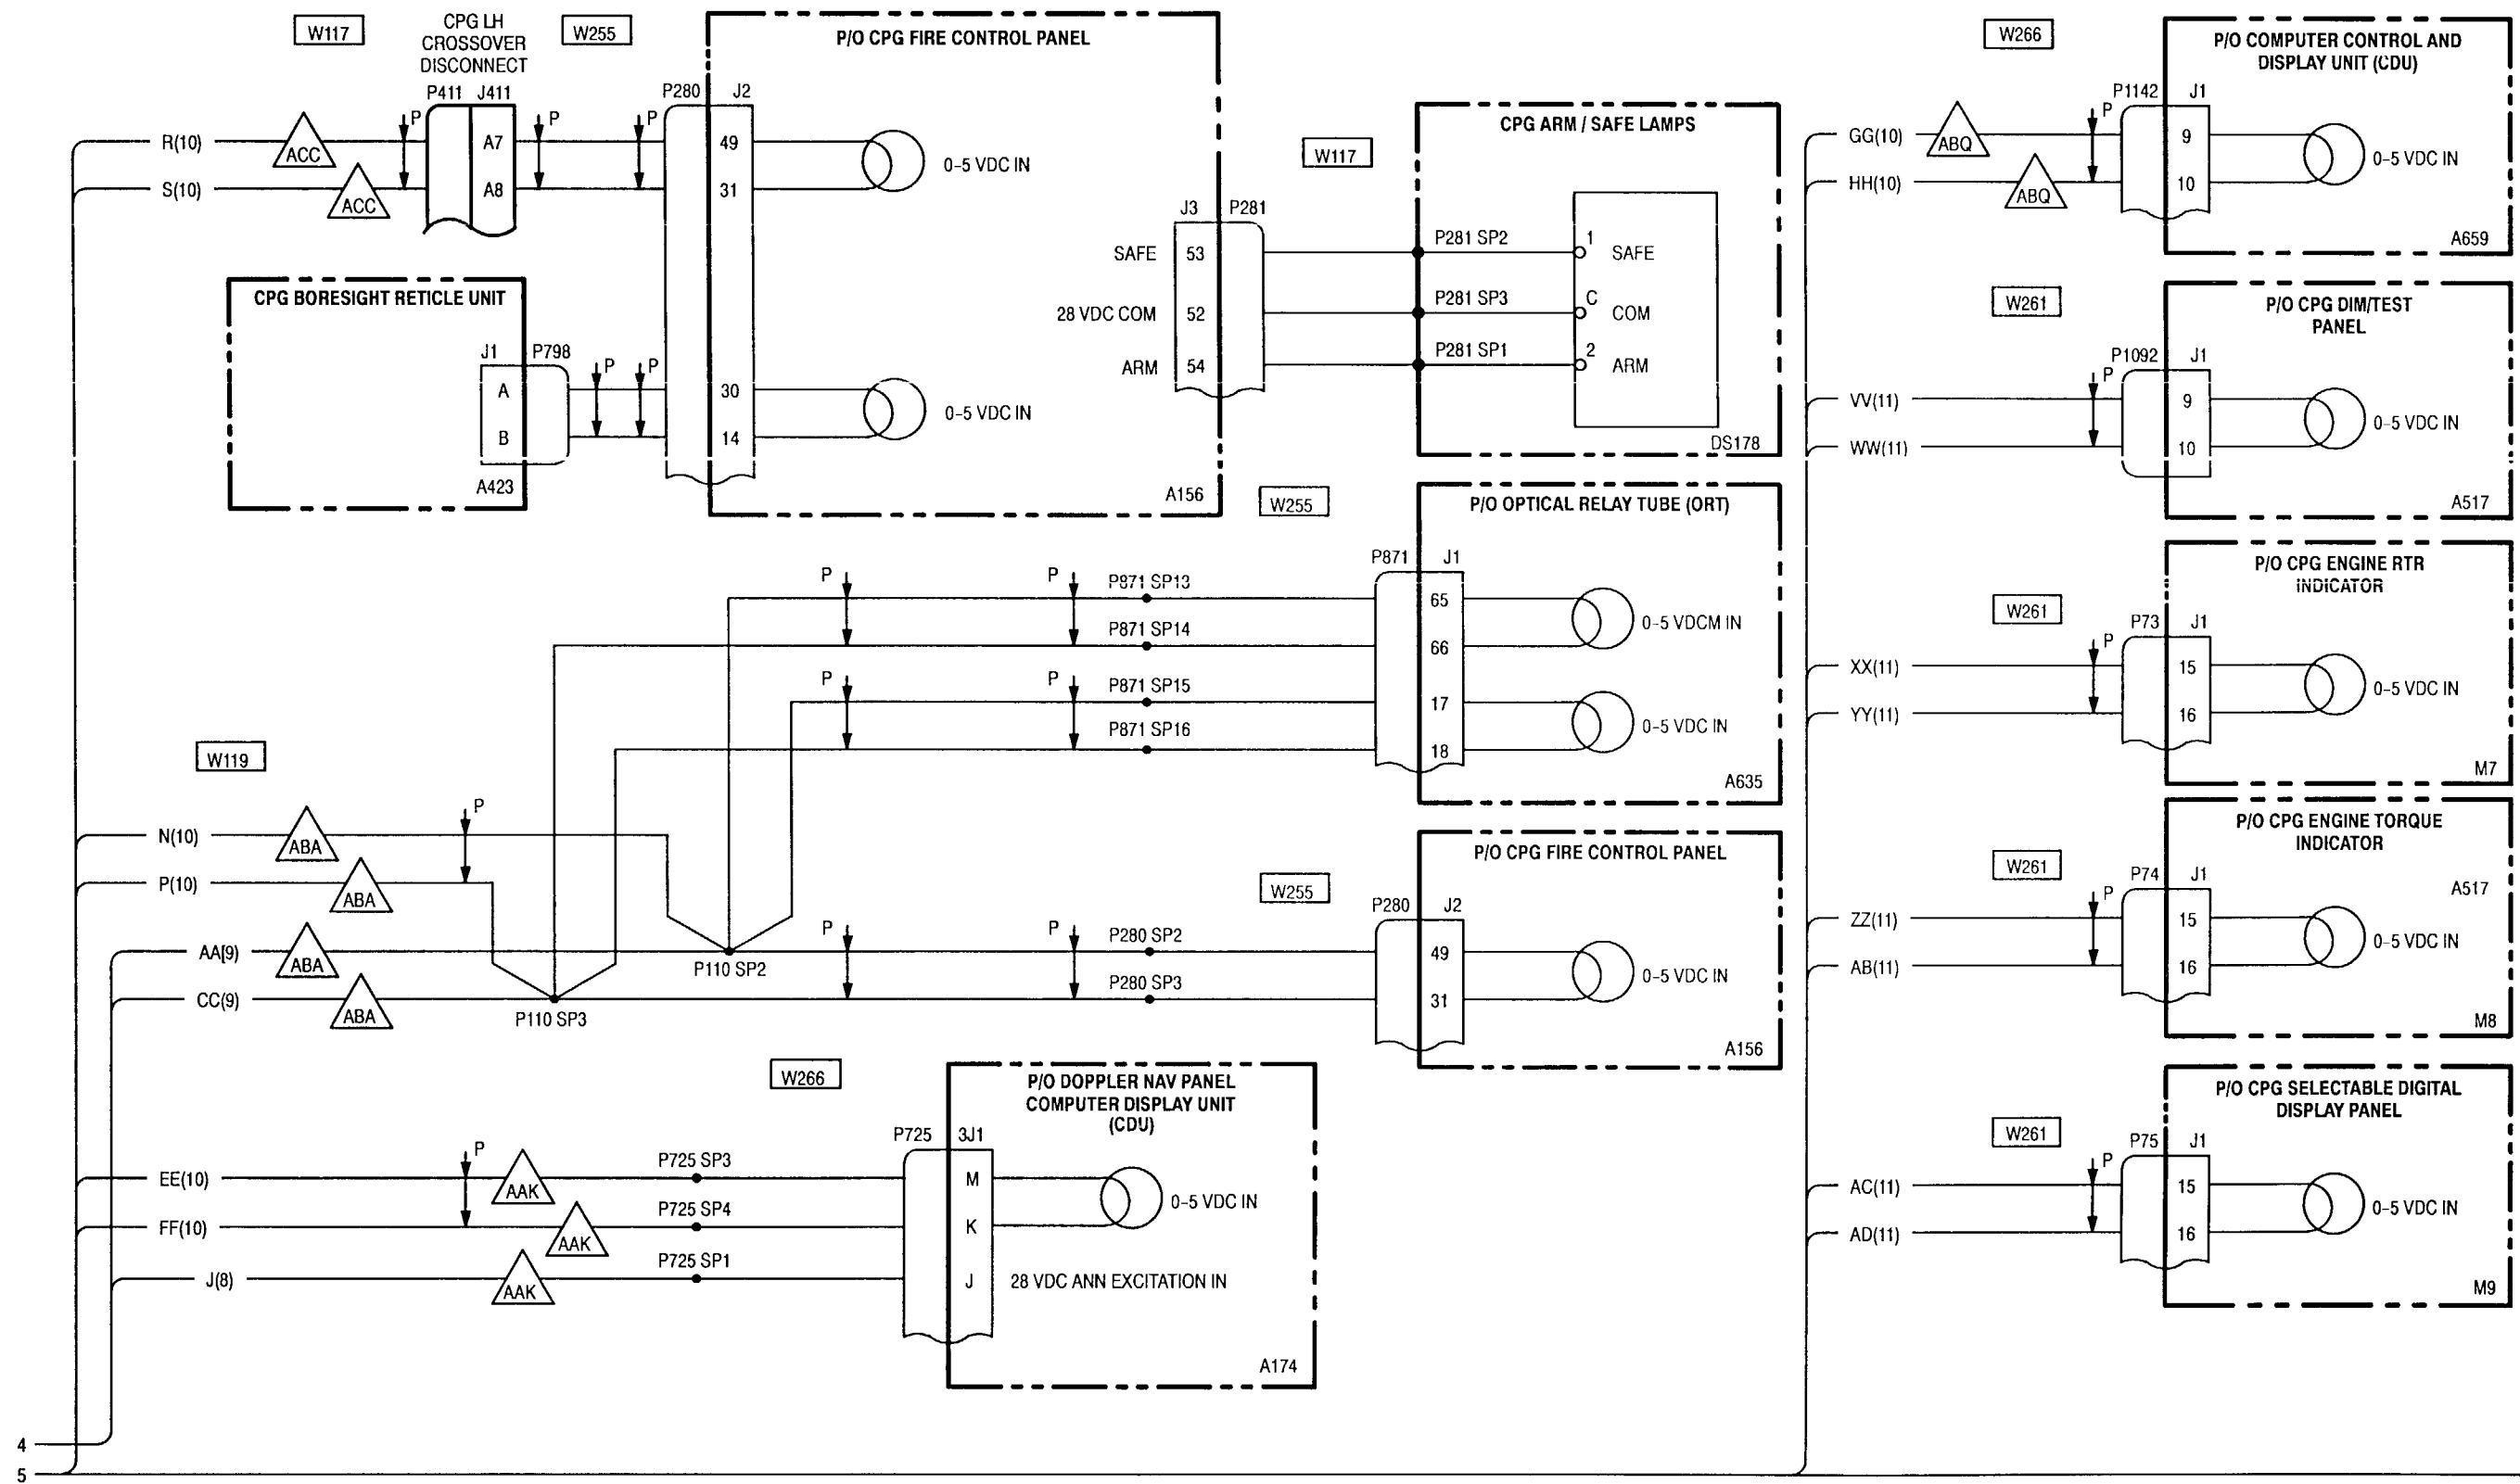 W117
CPG LH
CROSSOVER
DISCONNECT
W255
P/O CPG FIRE CONTROL PANEL
P411 J411
P280 J2
R(10)
ACC
P
A7
P
P
49
0-5 VDC IN
S(10)
ACC
A8
31
CPG BORESIGHT RETICLE UNIT
J1 P798
P
P
A
30
0-5 VDC IN
B
14
A423
J3 P281
SAFE 53
28 VDC COM 52
ARM 54
A156
W117
CPG ARM / SAFE LAMPS
P281 SP2
1
SAFE
P281 SP3
C
COM
P281 SP1
2
ARM
DS178
W255
P/O OPTICAL RELAY TUBE (ORT)
P871 J1
P
P
P871 SP13
65
0-5 VDCM IN
P871 SP14
66
P
P
P871 SP15
17
0-5 VDC IN
P871 SP16
18
A635
W119
N(10)
ABA
P
P(10)
ABA
AA[9)
ABA
P110 SP2
CC(9)
ABA
P110 SP3
W255
P/O CPG FIRE CONTROL PANEL
P280 J2
P
P
P280 SP2
49
0-5 VDC IN
P280 SP3
31
A156
W266
P/O DOPPLER NAV PANEL
COMPUTER DISPLAY UNIT
(CDU)
P725 3J1
EE(10)
P
AAK
P725 SP3
M
0-5 VDC IN
FF(10)
AAK
P725 SP4
K
J(8)
AAK
P725 SP1
J
28 VDC ANN EXCITATION IN
A174
4
5
W266
P/O COMPUTER CONTROL AND
DISPLAY UNIT (CDU)
P1142 J1
GG(10)
ABQ
P
9
0-5 VDC IN
HH(10)
ABQ
10
A659
W261
P/O CPG DIM/TEST
PANEL
P1092 J1
P
VV(11)
9
0-5 VDC IN
WW(11)
10
A517
W261
P/O CPG ENGINE RTR
INDICATOR
P73 J1
P
XX(11)
15
0-5 VDC IN
YY(11)
16
M7
W261
P/O CPG ENGINE TORQUE
INDICATOR
A517
P74 J1
P
ZZ(11)
15
0-5 VDC IN
AB(11)
16
M8
W261
P/O CPG SELECTABLE DIGITAL
DISPLAY PANEL
P75 J1
P
AC(11)
15
0-5 VDC IN
AD(11)
16
M9